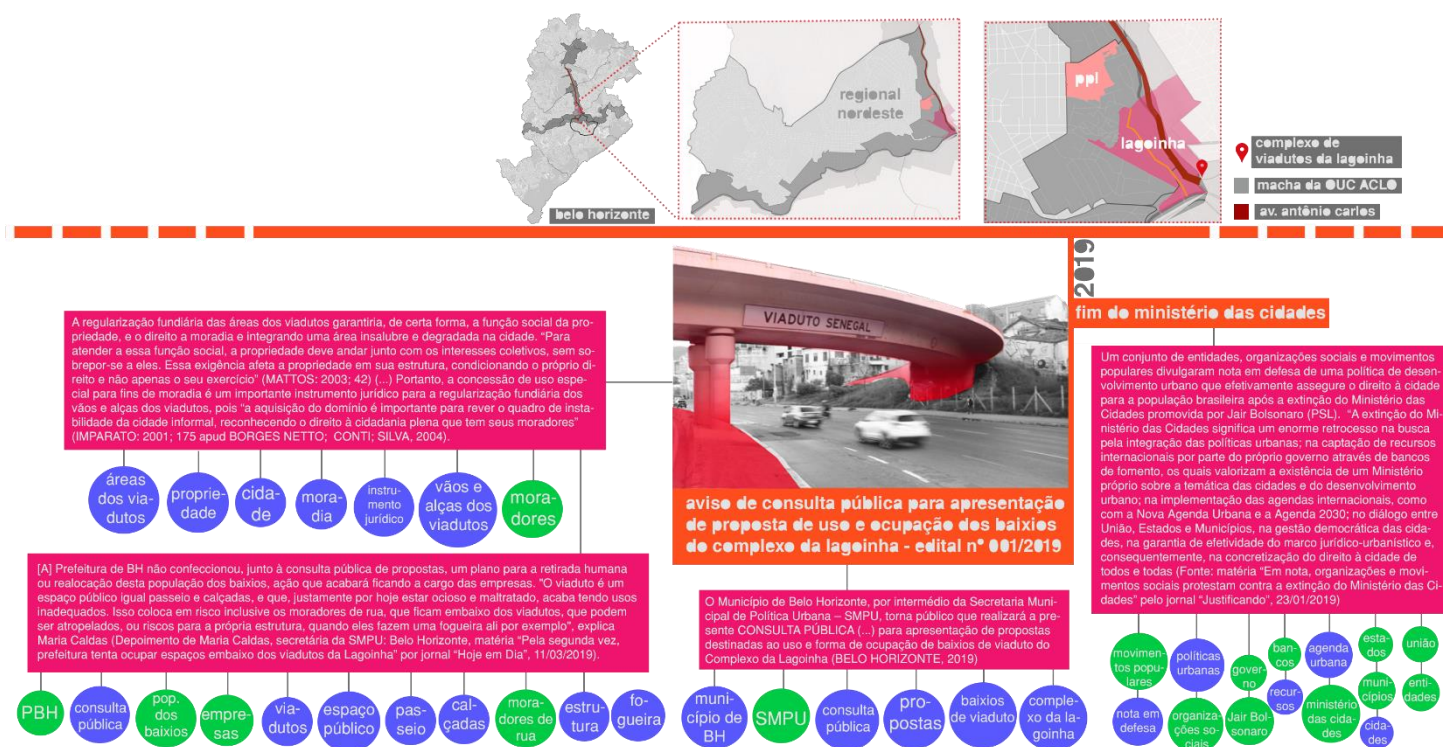 regional
nordeste
ppl
lagoinha
belo horizonte
complexo de
viadutos da lagoinha
macha da OUC ACLO
av. antônio carlos
2019
fim do ministério das cidades
VIADUTO SENEGAL
aviso de consulta pública para apresentação
de proposta de uso e ocupação dos baixios
do complexo da lagoinha - edital n° 001/2019
A regularização fundiária das áreas dos viadutos garantiria, de certa forma, a função social da pro-
priedade, e o direito a moradia e integrando uma área insalubre e degradada na cidade. "Para
atender a essa função social, a propriedade deve andar junto com os interesses coletivos, sem so-
brepor-se a eles. Essa exigência afeta a propriedade em sua estrutura, condicionando o próprio di-
reito e não apenas o seu exercício" (MATTOS: 2003; 42) (...) Portanto, a concessão de uso espe-
cial para fins de moradia é um importante instrumento jurídico para a regularização fundiária dos
vãos e alças dos viadutos, pois "a aquisição do domínio é importante para rever o quadro de insta-
bilidade da cidade informal, reconhecendo o direito à cidadania plena que tem seus moradores"
(IMPARATO: 2001; 175 apud BORGES NETTO; CONTI; SILVA, 2004).
áreas
dos via-
dutos
proprie-
dade
cida-
de
mora-
dia
instru-
mento
jurídico
vãos e
alças dos
viadutos
mora-
dores
[A] Prefeitura de BH não confeccionou, junto à consulta pública de propostas, um plano para a retirada humana
ou realocação desta população dos baixios, ação que acabará ficando a cargo das empresas. "O viaduto é um
espaço público igual passeio e calçadas, e que, justamente por hoje estar ocioso e maltratado, acaba tendo usos
inadequados. Isso coloca em risco inclusive os moradores de rua, que ficam embaixo dos viadutos, que podem
ser atropelados, ou riscos para a própria estrutura, quando eles fazem uma fogueira ali por exemplo", explica
Maria Caldas (Depoimento de Maria Caldas, secretária da SMPU: Belo Horizonte, matéria "Pela segunda vez,
prefeitura tenta ocupar espaços embaixo dos viadutos da Lagoinha" por jornal "Hoje em Dia", 11/03/2019).
PBH
consulta
pública
pop.
dos
baixios
empre-
sas
via-
dutos
espaço
público
pas-
seio
cal-
çadas
mora-
dores de
rua
estru-
tura
fo-
gueira
O Município de Belo Horizonte, por intermédio da Secretaria Muni-
cipal de Política Urbana – SMPU, torna público que realizará a pre-
sente CONSULTA PÚBLICA (...) para apresentação de propostas
destinadas ao uso e forma de ocupação de baixios de viaduto do
Complexo da Lagoinha (BELO HORIZONTE, 2019)
muni-
cípio de
BH
SMPU
consulta
pública
pro-
postas
baixios
de viaduto
comple-
xo da la-
goinha
Um conjunto de entidades, organizações sociais e movimentos
populares divulgaram nota em defesa de uma política de desen-
volvimento urbano que efetivamente assegure o direito à cidade
para a população brasileira após a extinção do Ministério das
Cidades promovida por Jair Bolsonaro (PSL). "A extinção do Mi-
nistério das Cidades significa um enorme retrocesso na busca
pela integração das políticas urbanas; na captação de recursos
internacionais por parte do próprio governo através de bancos
de fomento, os quais valorizam a existência de um Ministério
próprio sobre a temática das cidades e do desenvolvimento
urbano; na implementação das agendas internacionais, como
com a Nova Agenda Urbana e a Agenda 2030; no diálogo entre
União, Estados e Municípios, na gestão democrática das cida-
des, na garantia de efetividade do marco jurídico-urbanístico e,
consequentemente, na concretização do direito à cidade de
todos e todas (Fonte: matéria "Em nota, organizações e movi-
mentos sociais protestam contra a extinção do Ministério das Ci-
dades" pelo jornal "Justificando", 23/01/2019)
movimen-
tos popu-
lares
nota em
defesa
políticas
urbanas
organiza-
ções so-
ciais
gover-
no
Jair Bol-
sonaro
ban-
cos
recur-
sos
agenda
urbana
ministério
das cida-
des
esta-
dos
muni-
cípios
cida-
des
união
enti-
dades